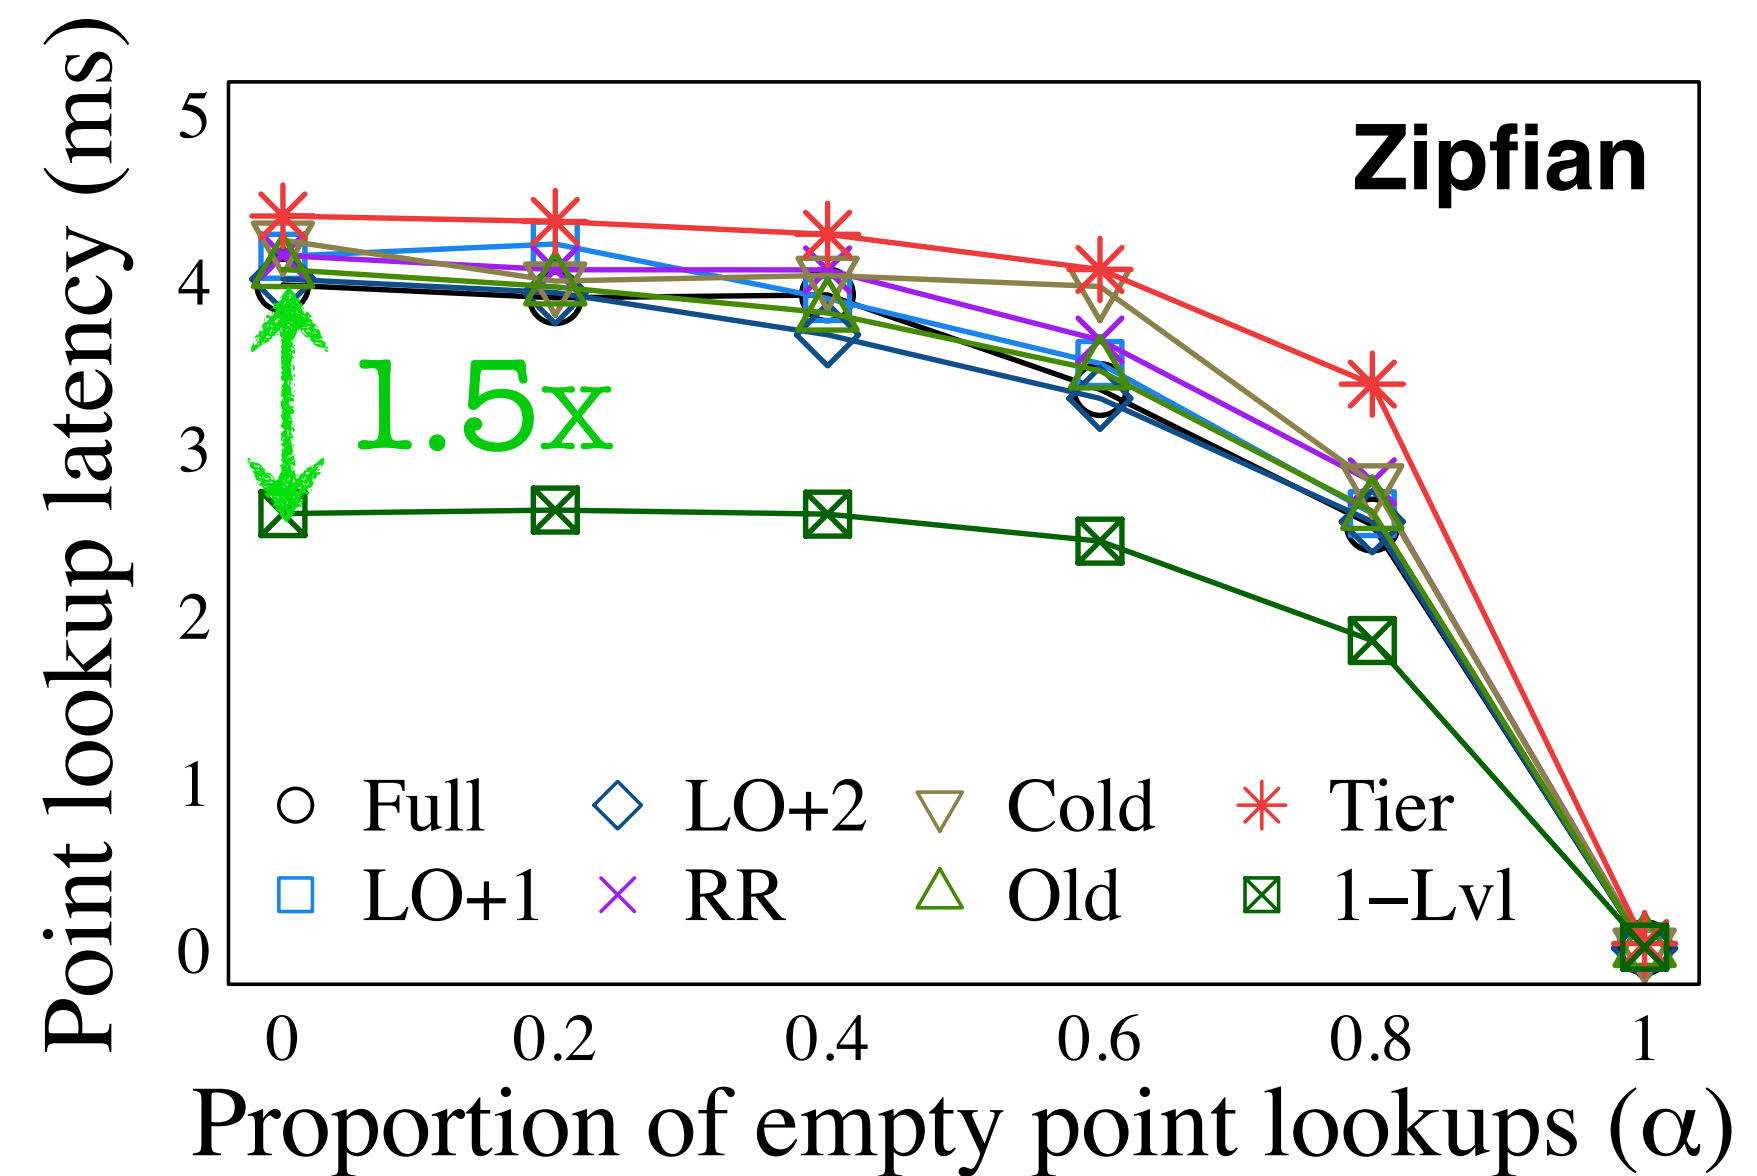 Point lookup latency (ms)
Zipfian
5
4
3
2
1
0
1.5x
Full
LO+2
Cold
Tier
LO+1
RR
Old
1−Lvl
0 0.2 0.4 0.6 0.8 1
Proportion of empty point lookups (α)